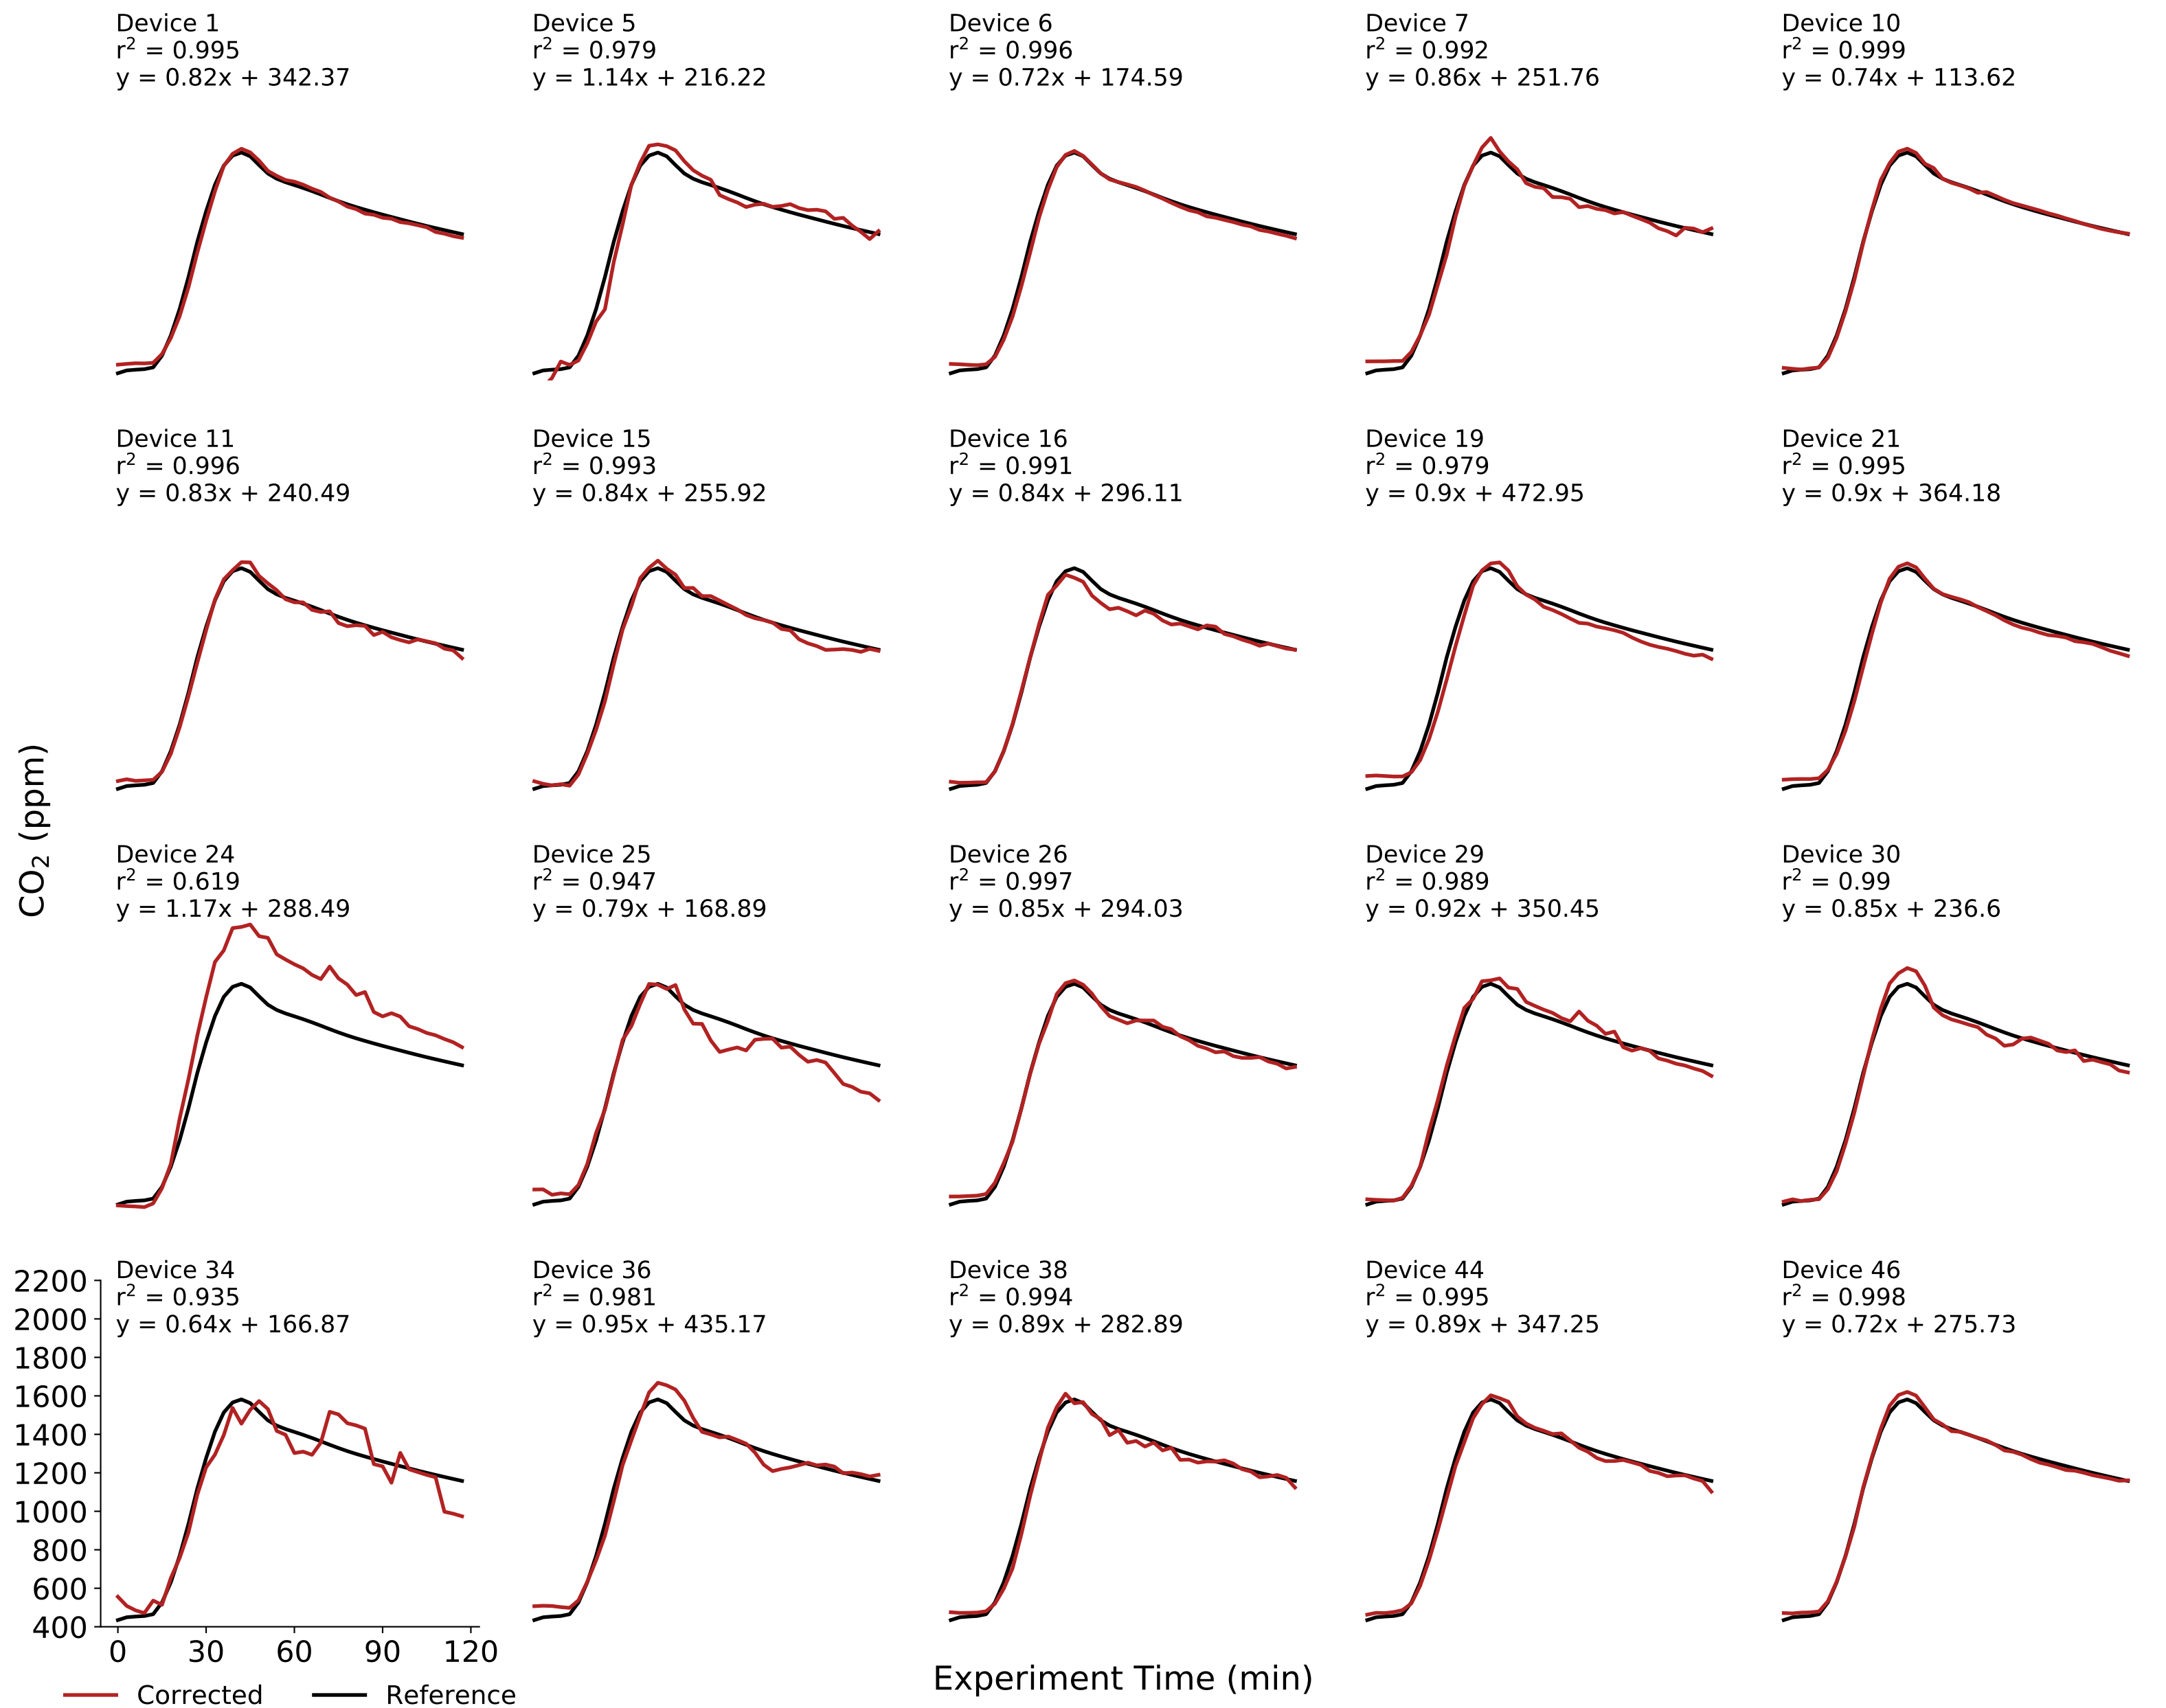 Device 1
r² = 0.995
y = 0.82x + 342.37
Device 5
r² = 0.979
y = 1.14x + 216.22
Device 6
r² = 0.996
y = 0.72x + 174.59
Device 7
r² = 0.992
y = 0.86x + 251.76
Device 10
r² = 0.999
y = 0.74x + 113.62
Device 11
r² = 0.996
y = 0.83x + 240.49
Device 15
r² = 0.993
y = 0.84x + 255.92
Device 16
r² = 0.991
y = 0.84x + 296.11
Device 19
r² = 0.979
y = 0.9x + 472.95
Device 21
r² = 0.995
y = 0.9x + 364.18
CO₂ (ppm)
Device 24
r² = 0.619
y = 1.17x + 288.49
Device 25
r² = 0.947
y = 0.79x + 168.89
Device 26
r² = 0.997
y = 0.85x + 294.03
Device 29
r² = 0.989
y = 0.92x + 350.45
Device 30
r² = 0.99
y = 0.85x + 236.6
Device 34
r² = 0.935
y = 0.64x + 166.87
Device 36
r² = 0.981
y = 0.95x + 435.17
Device 38
r² = 0.994
y = 0.89x + 282.89
Device 44
r² = 0.995
y = 0.89x + 347.25
Device 46
r² = 0.998
y = 0.72x + 275.73
2200
2000
1800
1600
1400
1200
1000
800
600
400
0 30 60 90 120
Experiment Time (min)
Corrected Reference